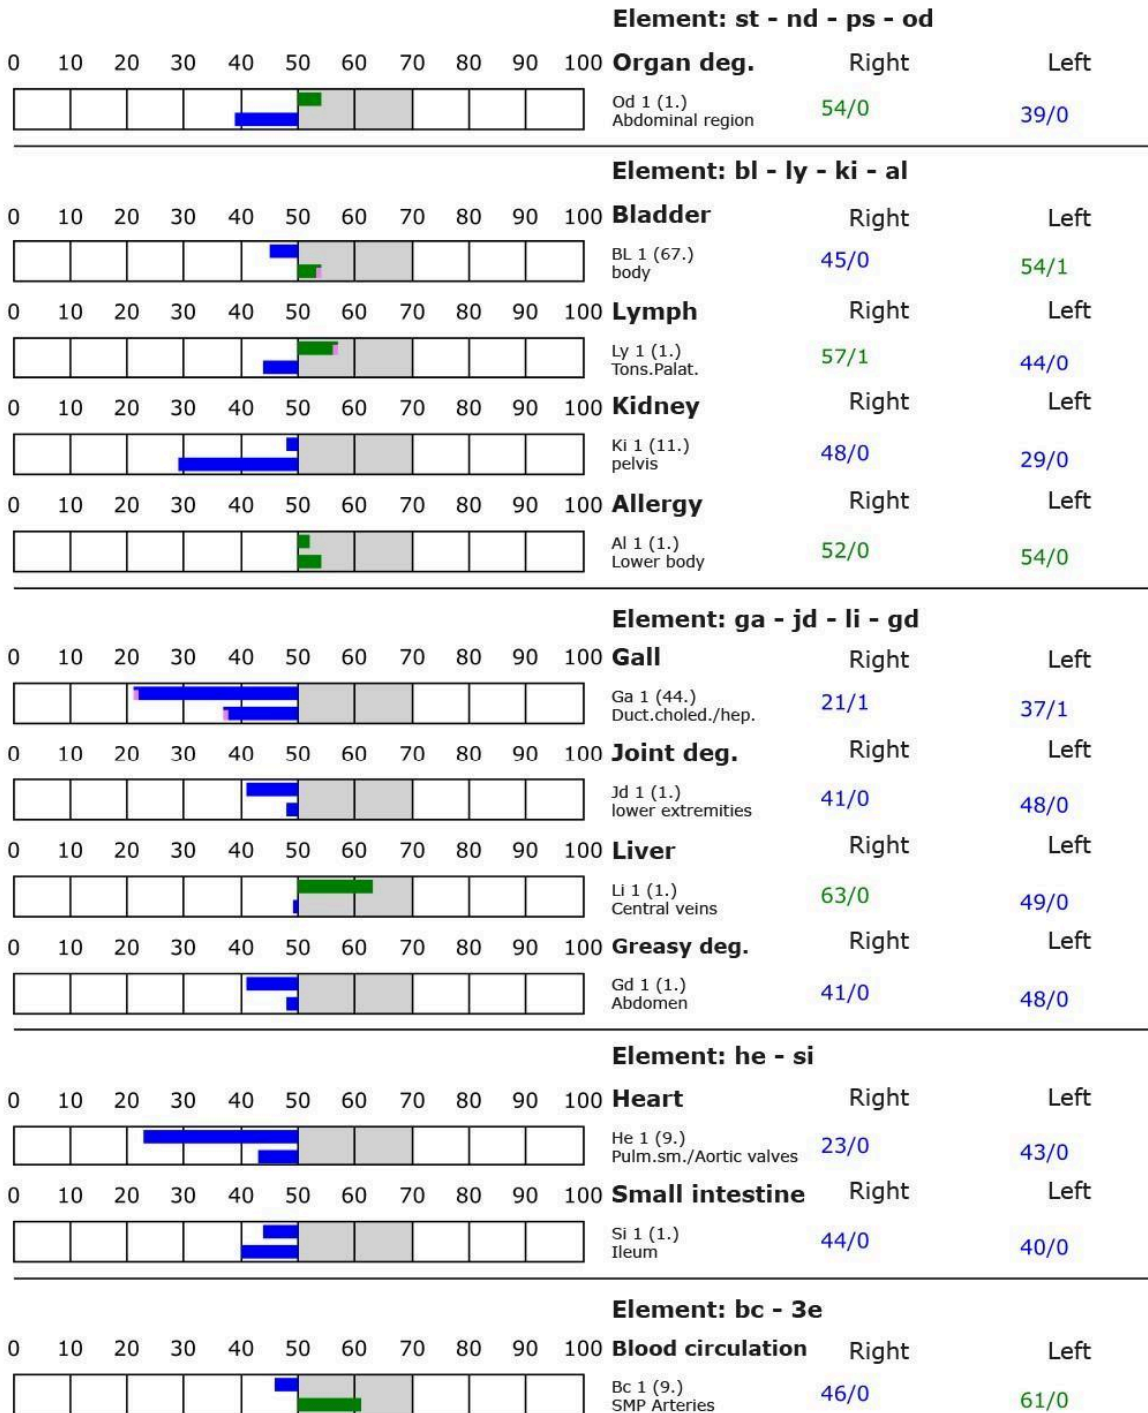 Element: st - nd - ps - od
0 10 20 30 40 50 60 70 80 90 100 Organ deg. Right Left
Od 1 (1.) 54/0 39/0
Abdominal region
Element: bl - ly - ki - al
0 10 20 30 40 50 60 70 80 90 100 Bladder Right Left
BL 1 (67.) 45/0 54/1
body
0 10 20 30 40 50 60 70 80 90 100 Lymph Right Left
Ly 1 (1.) 57/1 44/0
Tons.Palat.
0 10 20 30 40 50 60 70 80 90 100 Kidney Right Left
Ki 1 (11.) 48/0 29/0
pelvis
0 10 20 30 40 50 60 70 80 90 100 Allergy Right Left
Al 1 (1.) 52/0 54/0
Lower body
Element: ga - jd - li - gd
0 10 20 30 40 50 60 70 80 90 100 Gall Right Left
Ga 1 (44.) 21/1 37/1
Duct.choled./hep.
0 10 20 30 40 50 60 70 80 90 100 Joint deg. Right Left
Jd 1 (1.) 41/0 48/0
lower extremities
0 10 20 30 40 50 60 70 80 90 100 Liver Right Left
Li 1 (1.) 63/0 49/0
Central veins
0 10 20 30 40 50 60 70 80 90 100 Greasy deg. Right Left
Gd 1 (1.) 41/0 48/0
Abdomen
Element: he - si
0 10 20 30 40 50 60 70 80 90 100 Heart Right Left
He 1 (9.) 23/0 43/0
Pulm.sm./Aortic valves
0 10 20 30 40 50 60 70 80 90 100 Small intestine Right Left
Si 1 (1.) 44/0 40/0
Ileum
Element: bc - 3e
0 10 20 30 40 50 60 70 80 90 100 Blood circulation Right Left
Bc 1 (9.) 46/0 61/0
SMP Arteries